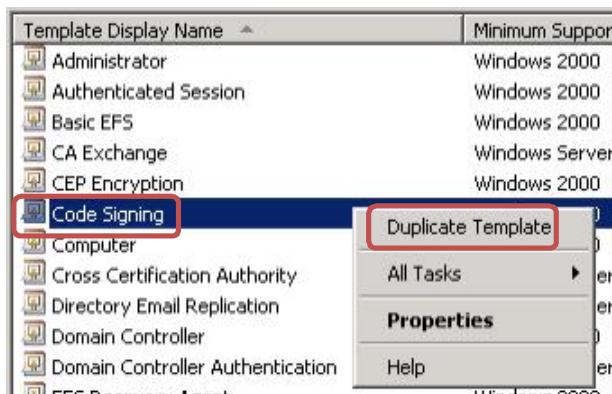 Template Display Name Minimum Suppor
Administrator Windows 2000
Authenticated Session Windows 2000
Basic EFS Windows 2000
CA Exchange Windows Server
CEP Encryption Windows 2000
Code Signing
Duplicate Template
Computer
All Tasks
Cross Certification Authority
Directory Email Replication
Properties
Domain Controller
Domain Controller Authentication
Help